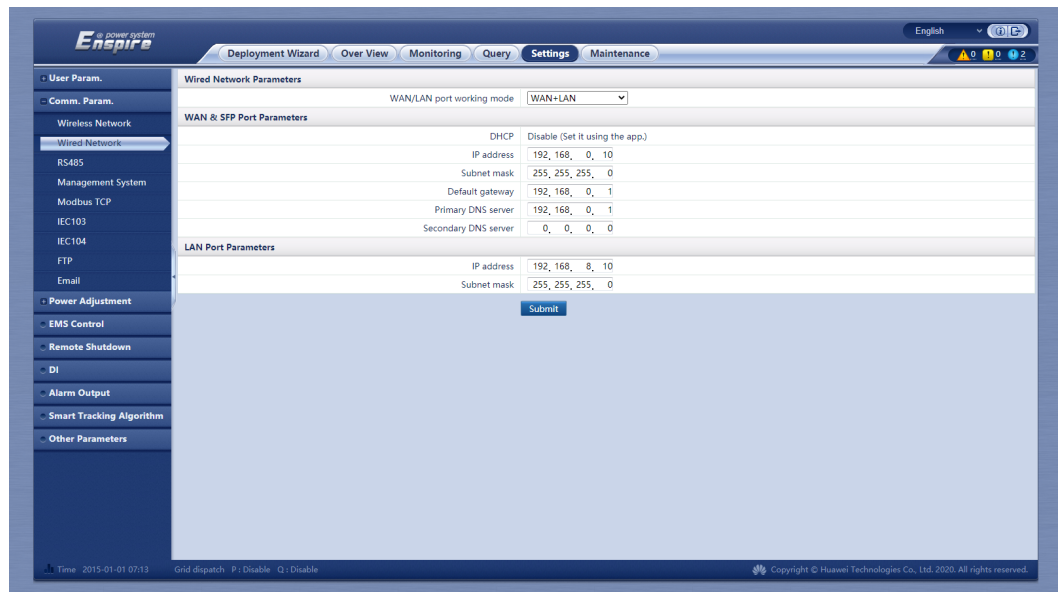 Enspire power system
English
Deployment Wizard Over View Monitoring Query Settings Maintenance
0 0 2
User Param.
Comm. Param.
Wireless Network
Wired Network
RS485
Management System
Modbus TCP
IEC103
IEC104
FTP
Email
Power Adjustment
EMS Control
Remote Shutdown
DI
Alarm Output
Smart Tracking Algorithm
Other Parameters
Wired Network Parameters
WAN/LAN port working mode WAN+LAN
WAN & SFP Port Parameters
DHCP Disable (Set it using the app.)
IP address 192. 168. 0. 10
Subnet mask 255. 255. 255. 0
Default gateway 192. 168. 0. 1
Primary DNS server 192. 168. 0. 1
Secondary DNS server 0. 0. 0. 0
LAN Port Parameters
IP address 192. 168. 8. 10
Subnet mask 255. 255. 255. 0
Submit
Time 2015-01-01 07:13 Grid dispatch P : Disable Q : Disable Copyright © Huawei Technologies Co., Ltd. 2020. All rights reserved.